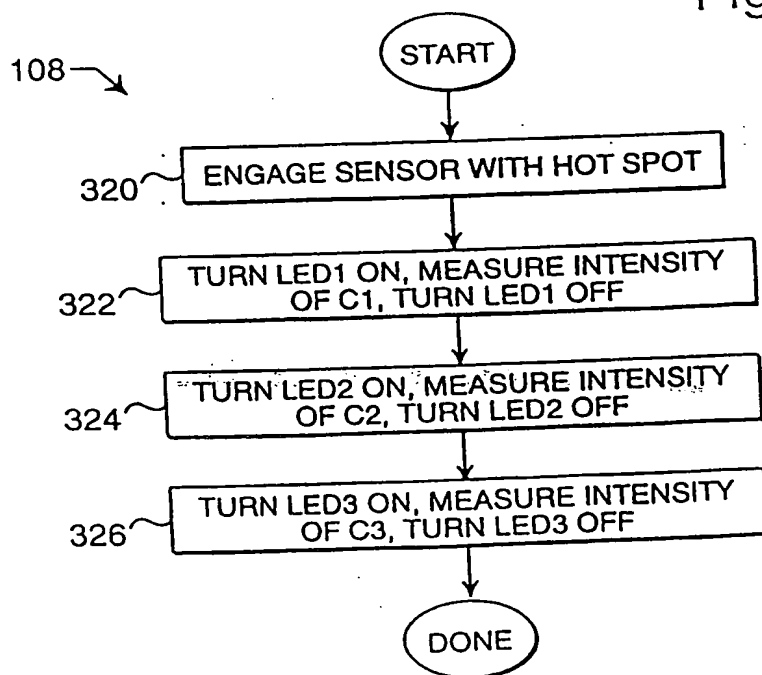 Fig
START
108
ENGAGE SENSOR WITH HOT SPOT
320
TURN LED1 ON, MEASURE INTENSITY
OF C1, TURN LED1 OFF
322
TURN LED2 ON, MEASURE INTENSITY
OF C2, TURN LED2 OFF
324
TURN LED3 ON, MEASURE INTENSITY
OF C3, TURN LED3 OFF
326
DONE